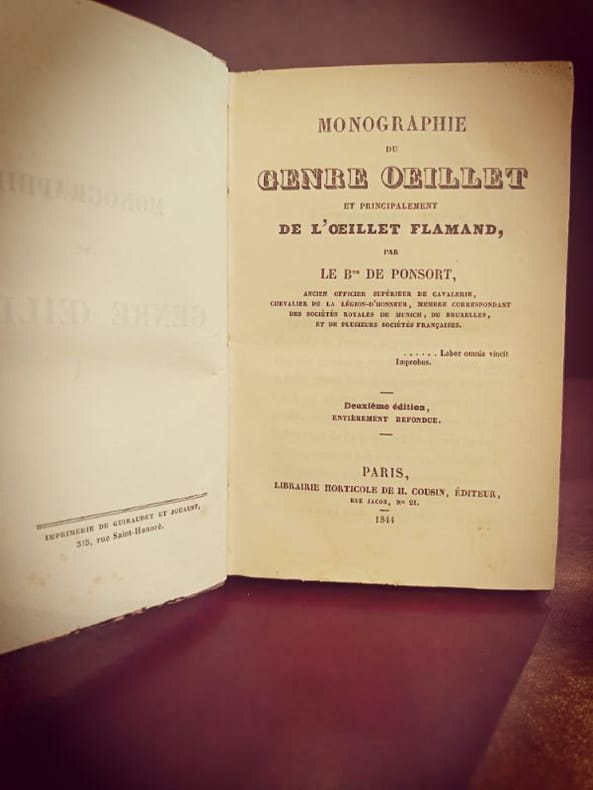 IMPRIMERIE DE GUIRAUDET ET JOUAUST,
315, rue Saint-Honoré.
MONOGRAPHIE
DU
GENRE OEILLET
ET PRINCIPALEMENT
DE L'ŒILLET FLAMAND,
PAR
LE Bon DE PONSORT,
ANCIEN OFFICIER SUPÉRIEUR DE CAVALERIE,
CHEVALIER DE LA LÉGION-D'HONNEUR, MEMBRE CORRESPONDANT
DES SOCIÉTÉS ROYALES DE MUNICH, DE BRUXELLES,
ET DE PLUSIEURS SOCIÉTÉS FRANÇAISES.
...... Labor omnia vincit
Improbus.
Deuxième édition,
ENTIÈREMENT REFONDUE.
PARIS,
LIBRAIRIE HORTICOLE DE H. COUSIN, ÉDITEUR,
RUE JACOB, No 21.
1844